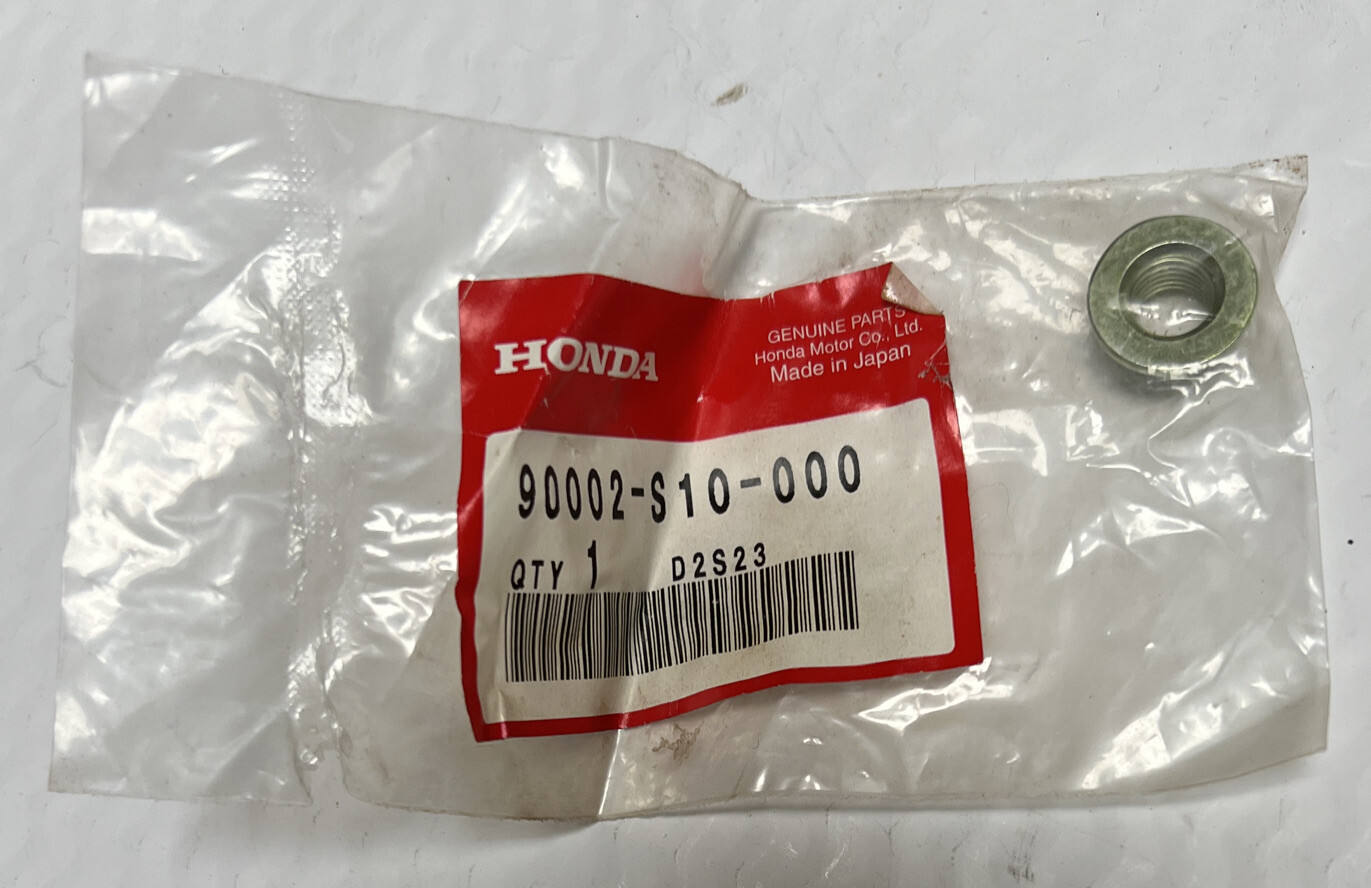 HONDA
GENUINE PARTS
Honda Motor Co., Ltd.
Made in Japan
90002-S10-000
QTY 1 D2S23